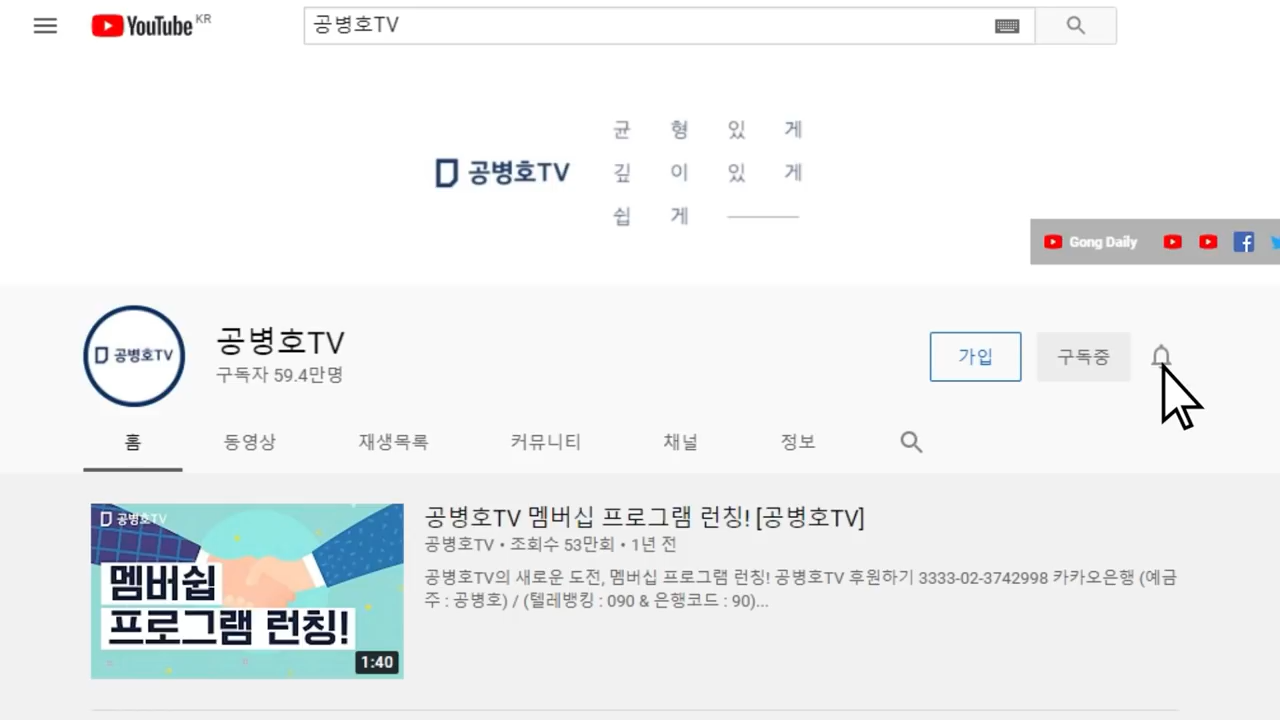 YouTube KR
공병호TV
균 형 있 게
공병호TV
깊 이 있 게
쉽 게
Gong Daily
공병호TV
공병호TV
구독자 59.4만명
가입
구독중
홈
동영상
재생목록
커뮤니티
채널
정보
공병호TV
멤버쉽
프로그램 런칭!
1:40
공병호TV 멤버십 프로그램 런칭! [공병호TV]
공병호TV • 조회수 53만회 • 1년 전
공병호TV의 새로운 도전, 멤버십 프로그램 런칭! 공병호TV 후원하기 3333-02-3742998 카카오은행 (예금
주 : 공병호) / (텔레뱅킹 : 090 & 은행코드 : 90)...